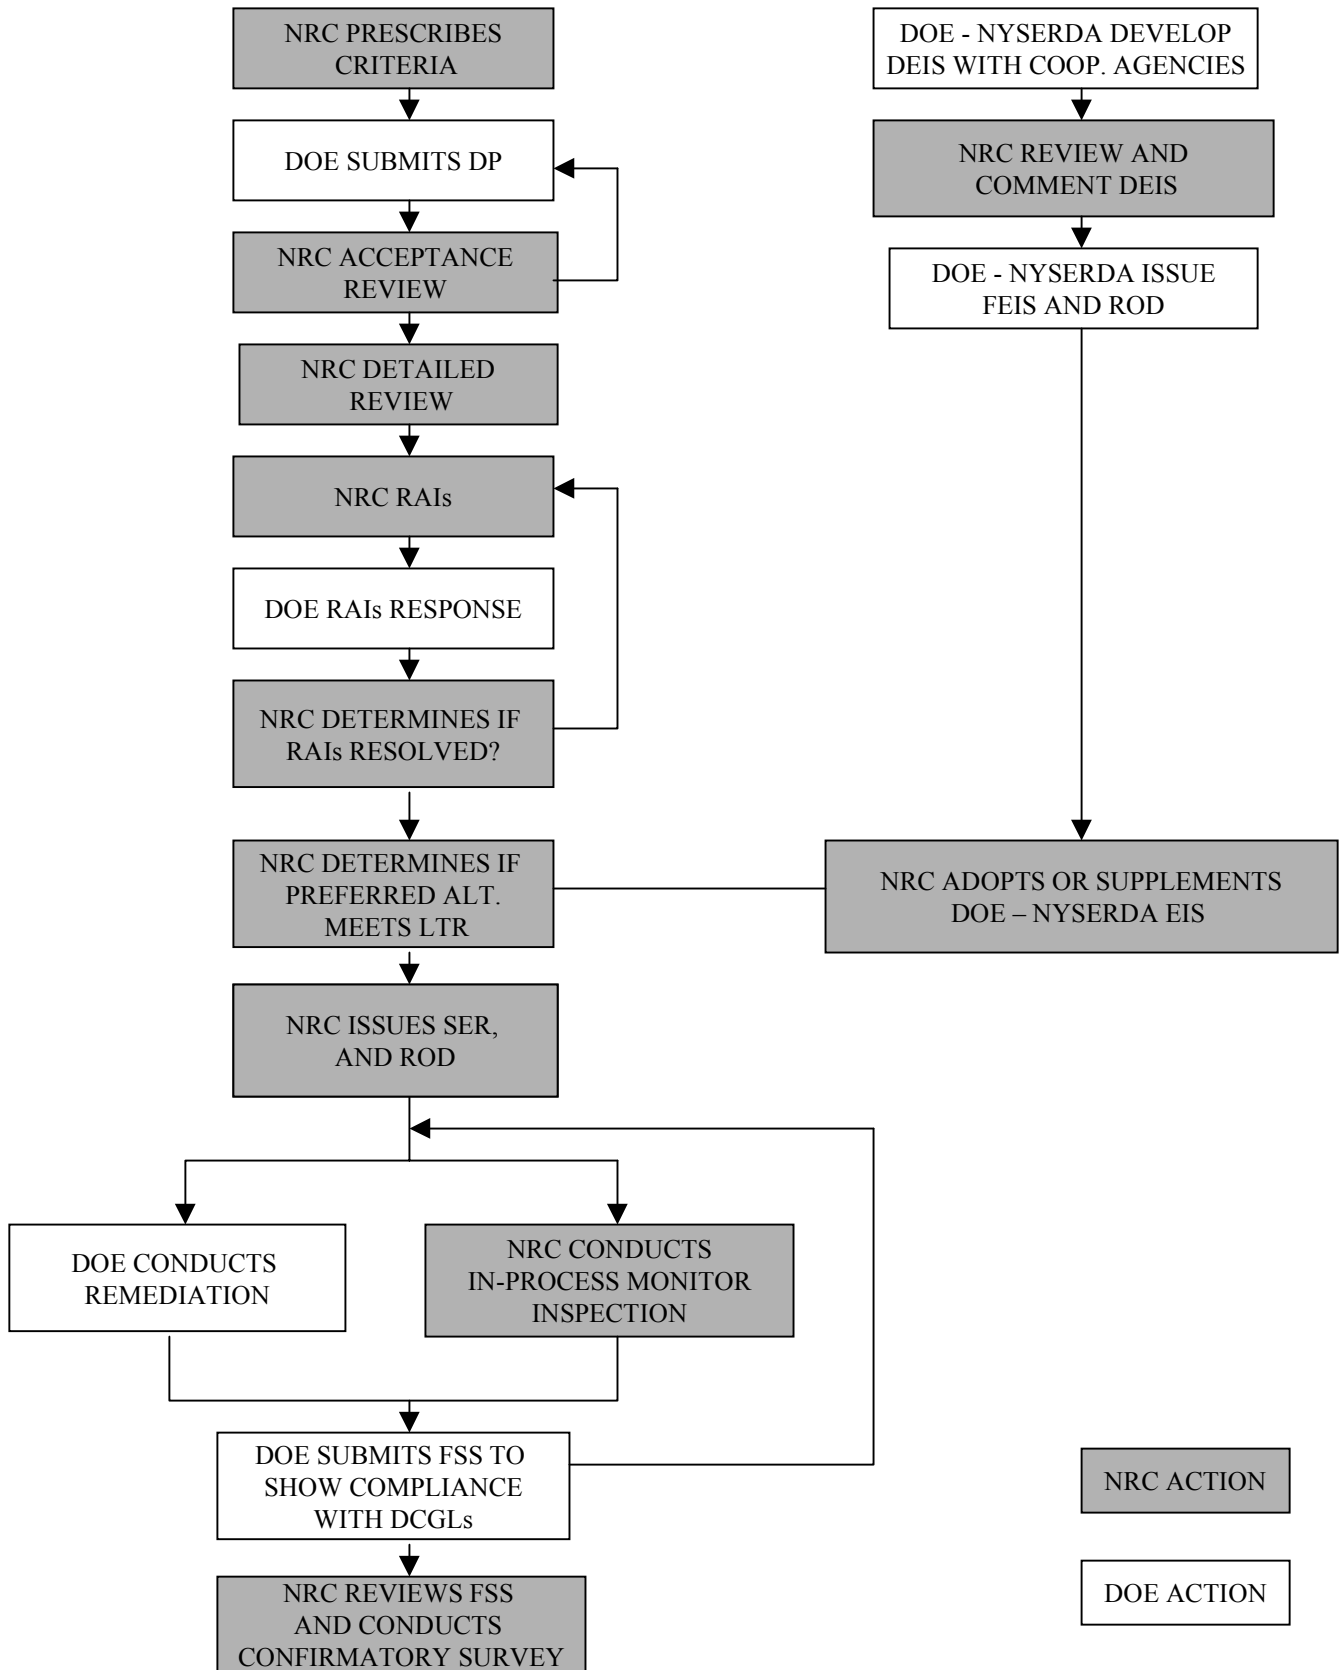 NRC PRESCRIBES
CRITERIA
DOE SUBMITS DP
NRC ACCEPTANCE
REVIEW
NRC DETAILED
REVIEW
NRC RAIs
DOE RAIs RESPONSE
NRC DETERMINES IF
RAIs RESOLVED?
NRC DETERMINES IF
PREFERRED ALT.
MEETS LTR
NRC ISSUES SER,
AND ROD
DOE CONDUCTS
REMEDIATION
NRC CONDUCTS
IN-PROCESS MONITOR
INSPECTION
DOE SUBMITS FSS TO
SHOW COMPLIANCE
WITH DCGLs
NRC REVIEWS FSS
AND CONDUCTS
CONFIRMATORY SURVEY
DOE - NYSERDA DEVELOP
DEIS WITH COOP. AGENCIES
NRC REVIEW AND
COMMENT DEIS
DOE - NYSERDA ISSUE
FEIS AND ROD
NRC ADOPTS OR SUPPLEMENTS
DOE – NYSERDA EIS
NRC ACTION
DOE ACTION